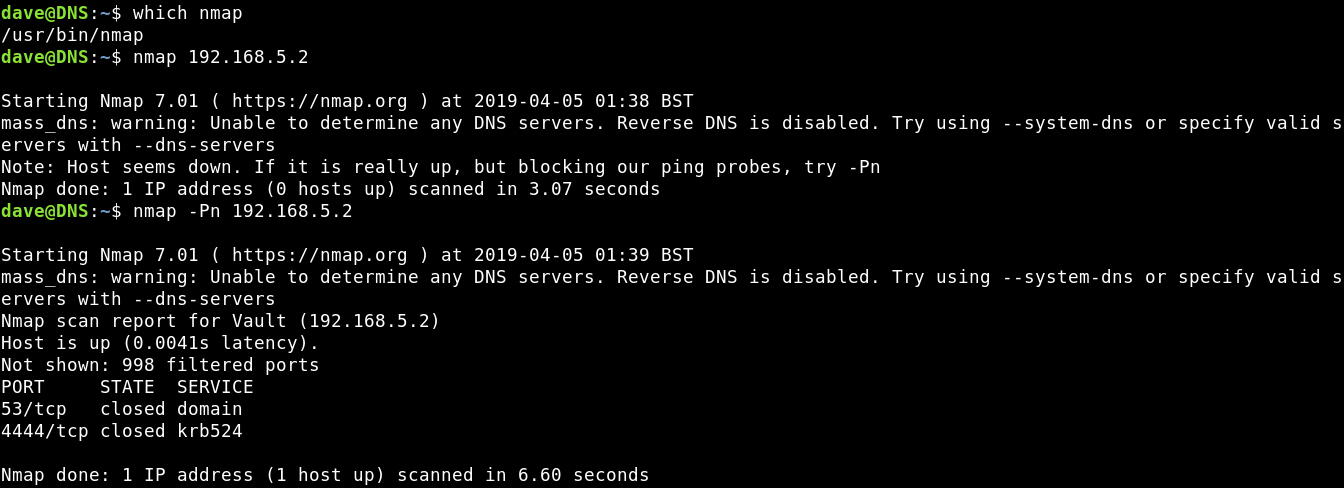 dave@DNS:~$ which nmap
/usr/bin/nmap
dave@DNS:~$ nmap 192.168.5.2

Starting Nmap 7.01 ( https://nmap.org ) at 2019-04-05 01:38 BST
mass_dns: warning: Unable to determine any DNS servers. Reverse DNS is disabled. Try using --system-dns or specify valid s
ervers with --dns-servers
Note: Host seems down. If it is really up, but blocking our ping probes, try -Pn
Nmap done: 1 IP address (0 hosts up) scanned in 3.07 seconds
dave@DNS:~$ nmap -Pn 192.168.5.2

Starting Nmap 7.01 ( https://nmap.org ) at 2019-04-05 01:39 BST
mass_dns: warning: Unable to determine any DNS servers. Reverse DNS is disabled. Try using --system-dns or specify valid s
ervers with --dns-servers
Nmap scan report for Vault (192.168.5.2)
Host is up (0.0041s latency).
Not shown: 998 filtered ports
PORT     STATE  SERVICE
53/tcp   closed domain
4444/tcp closed krb524

Nmap done: 1 IP address (1 host up) scanned in 6.60 seconds